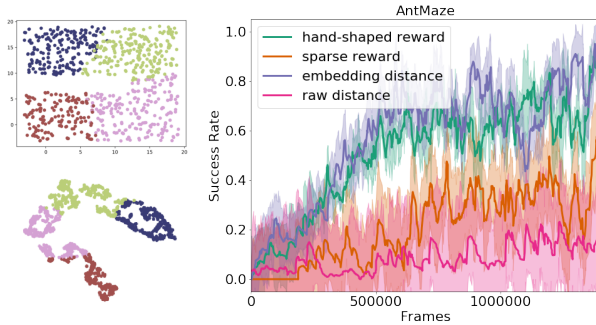 AntMaze
hand-shaped reward
sparse reward
embedding distance
raw distance
Success Rate
1.0
0.8
0.6
0.4
0.2
0.0
0
500000
1000000
Frames
20
15
10
5
0
0
5
10
15
20